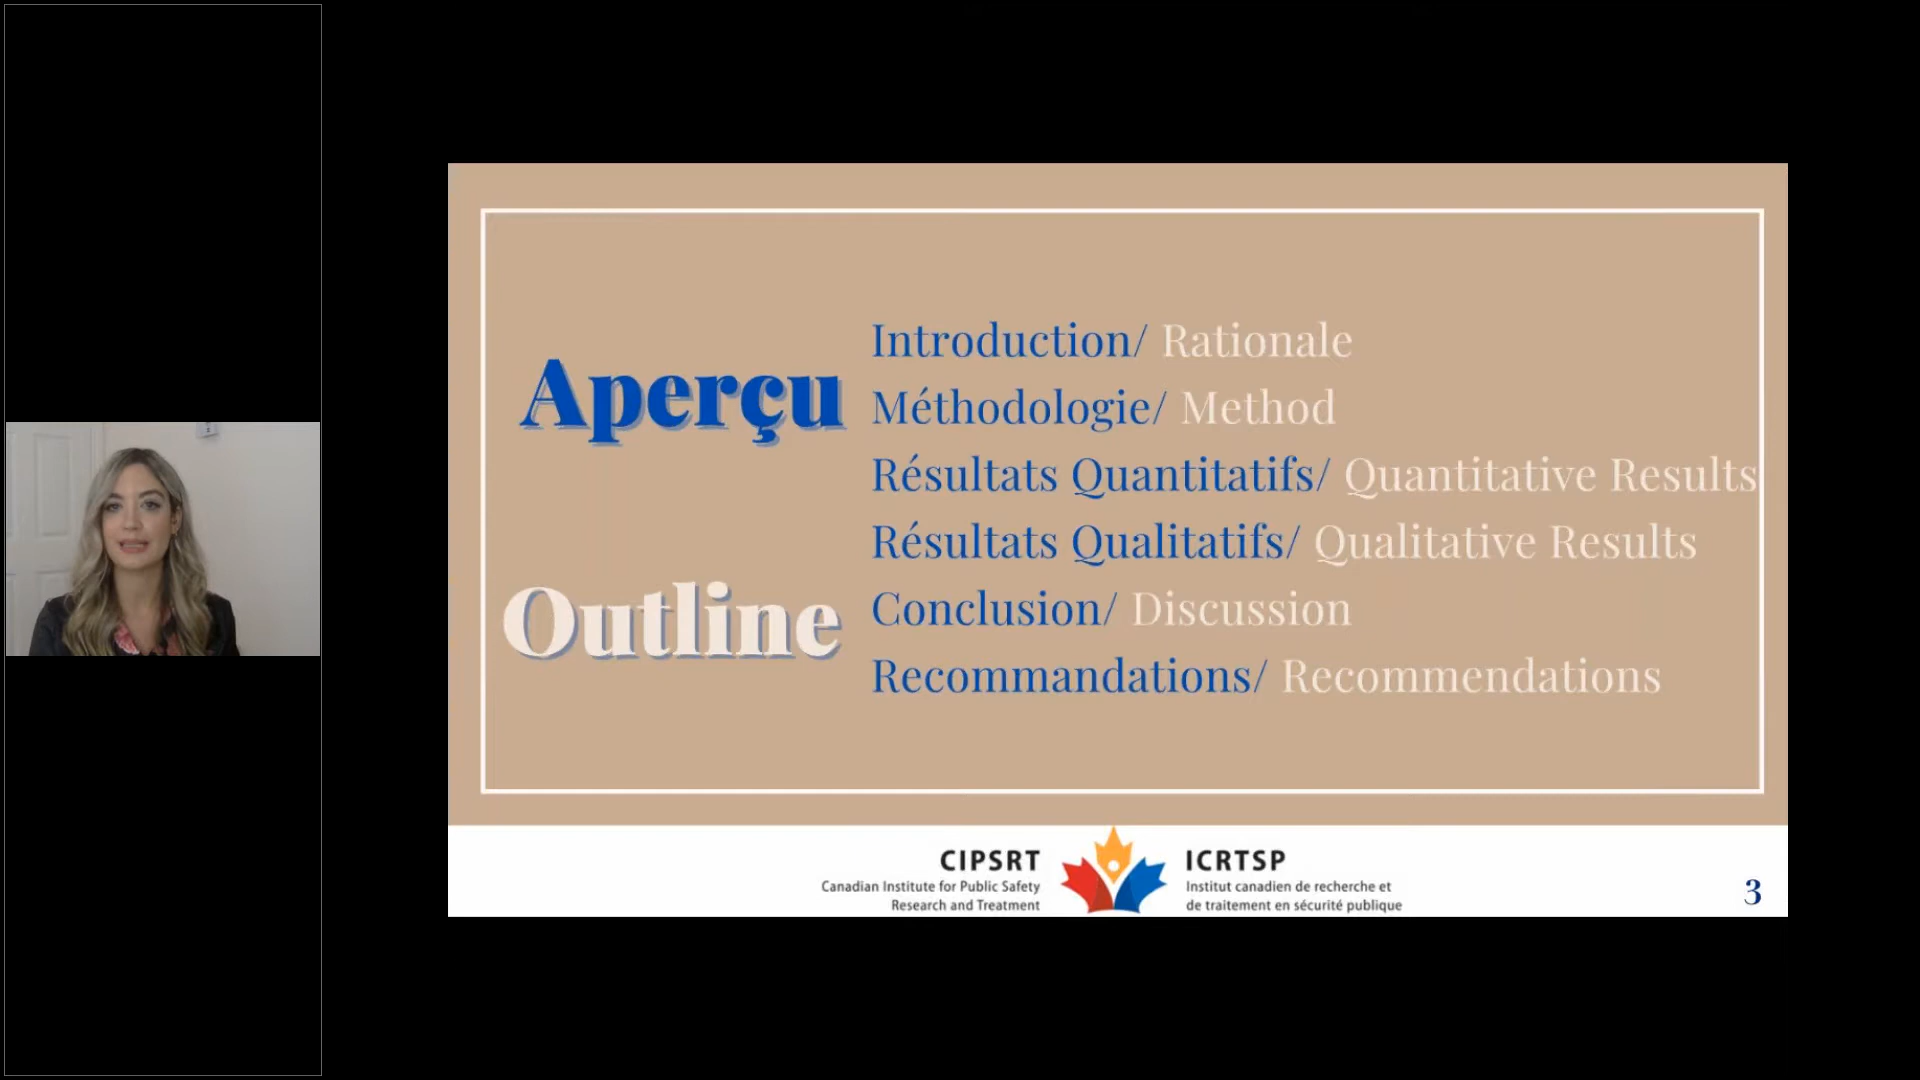 Aperçu
Outline
Introduction/ Rationale
Méthodologie/ Method
Résultats Quantitatifs/ Quantitative Results
Résultats Qualitatifs/ Qualitative Results
Conclusion/ Discussion
Recommandations/ Recommendations
CIPSRT
Canadian Institute for Public Safety
Research and Treatment
ICRTSP
Institut canadien de recherche et
de traitement en sécurité publique
3